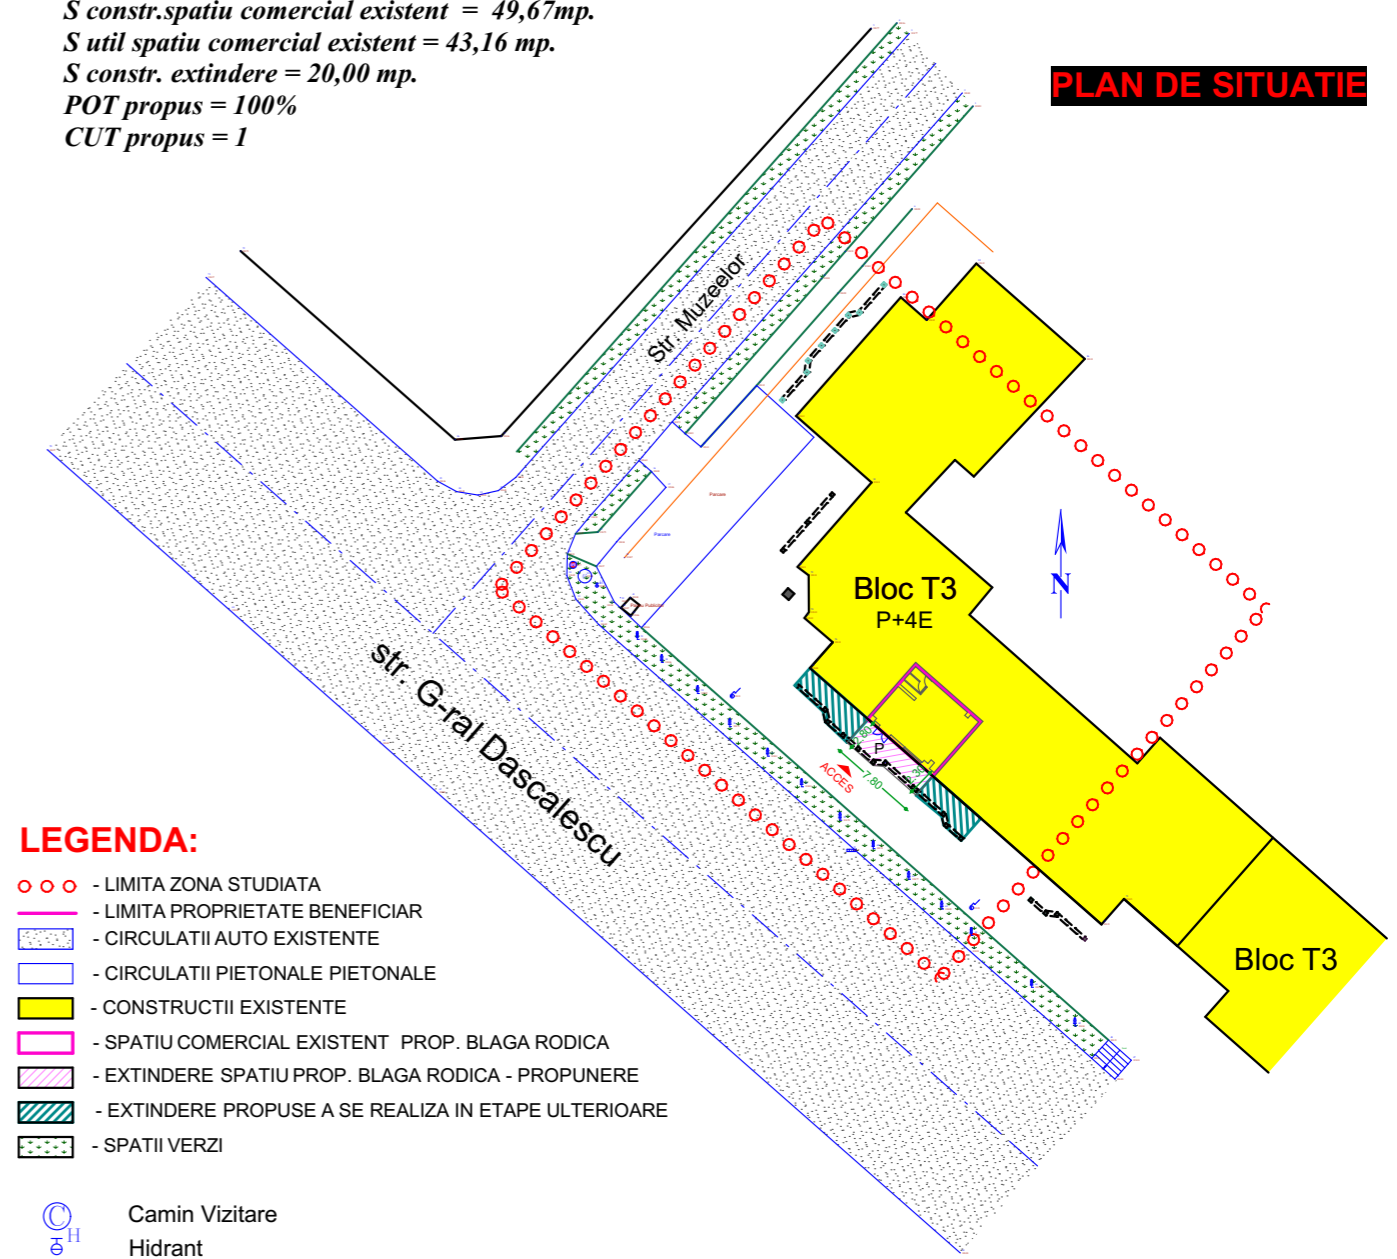 S constr.spatiu comercial existent = 49,67mp.
S util spatiu comercial existent = 43,16 mp.
S constr. extindere = 20,00 mp.
POT propus = 100%
CUT propus = 1
PLAN DE SITUATIE
Str. Muzeelor
Parcare
Parcare
Bloc T3
P+4E
N
str. G-ral Dascalescu
P
2.80
7.80
ACCES
Bloc T3
LEGENDA:
- LIMITA ZONA STUDIATA
- LIMITA PROPRIETATE BENEFICIAR
- CIRCULATII AUTO EXISTENTE
- CIRCULATII PIETONALE PIETONALE
- CONSTRUCTII EXISTENTE
- SPATIU COMERCIAL EXISTENT PROP. BLAGA RODICA
- EXTINDERE SPATIU PROP. BLAGA RODICA - PROPUNERE
- EXTINDERE PROPUSE A SE REALIZA IN ETAPE ULTERIOARE
- SPATII VERZI
C Camin Vizitare
H Hidrant